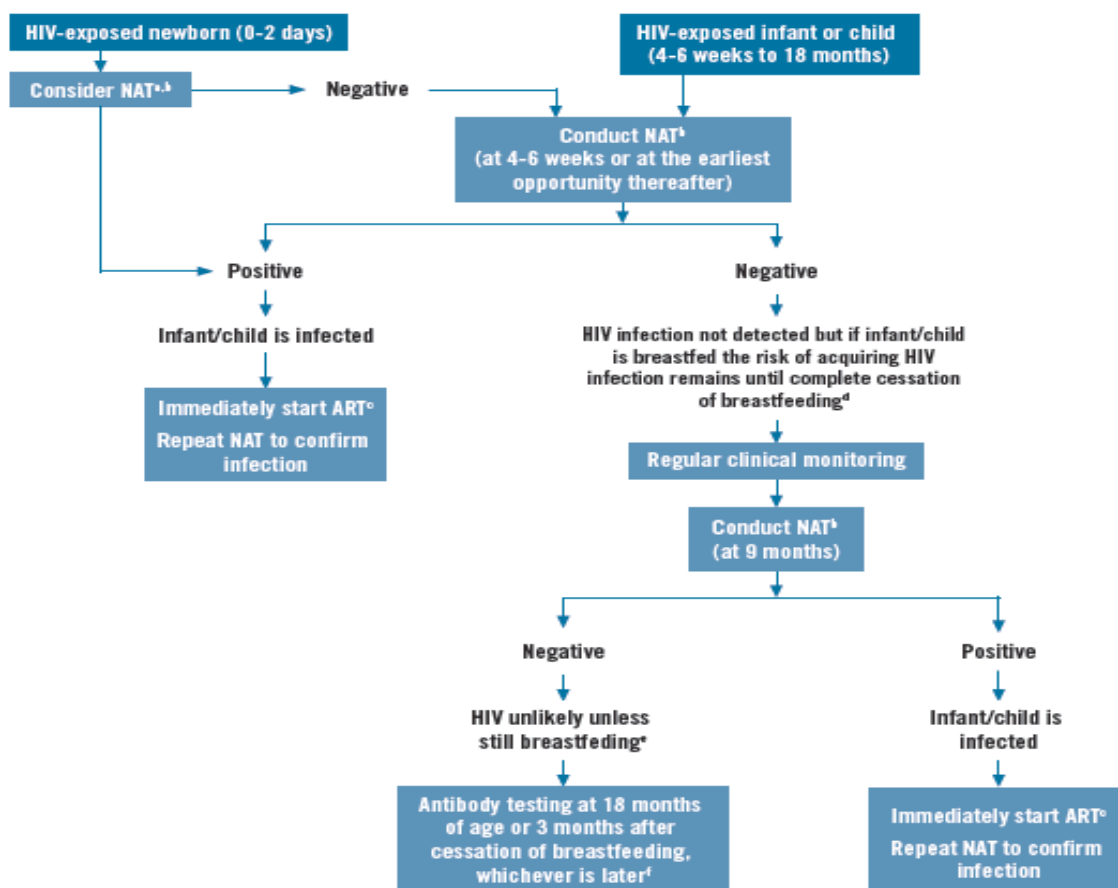 HIV-exposed newborn (0-2 days)
HIV-exposed infant or child
(4-6 weeks to 18 months)
Consider NATᵃ,ᵇ
Negative
Conduct NATᵇ
(at 4-6 weeks or at the earliest
opportunity thereafter)
Positive
Negative
Infant/child is infected
HIV infection not detected but if infant/child
is breastfed the risk of acquiring HIV
infection remains until complete cessation
of breastfeedingᵈ
Immediately start ARTᶜ
Repeat NAT to confirm
infection
Regular clinical monitoring
Conduct NATᵇ
(at 9 months)
Negative
Positive
HIV unlikely unless
still breastfedingᵉ
Infant/child is
infected
Antibody testing at 18 months
of age or 3 months after
cessation of breastfeeding,
whichever is laterᶠ
Immediately start ARTᶜ
Repeat NAT to confirm
infection